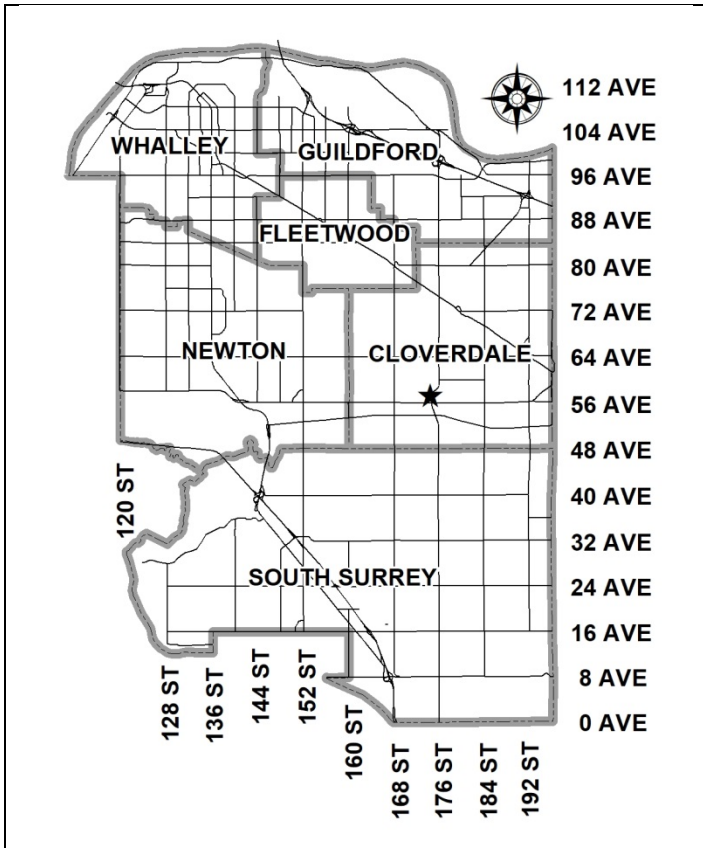 112 AVE
104 AVE
WHALLEY
GUILDFORD
96 AVE
88 AVE
FLEETWOOD
80 AVE
72 AVE
NEWTON
CLOVERDALE
64 AVE
56 AVE
48 AVE
120 ST
40 AVE
32 AVE
SOUTH SURREY
24 AVE
16 AVE
8 AVE
0 AVE
128 ST
136 ST
144 ST
152 ST
160 ST
168 ST
176 ST
184 ST
192 ST